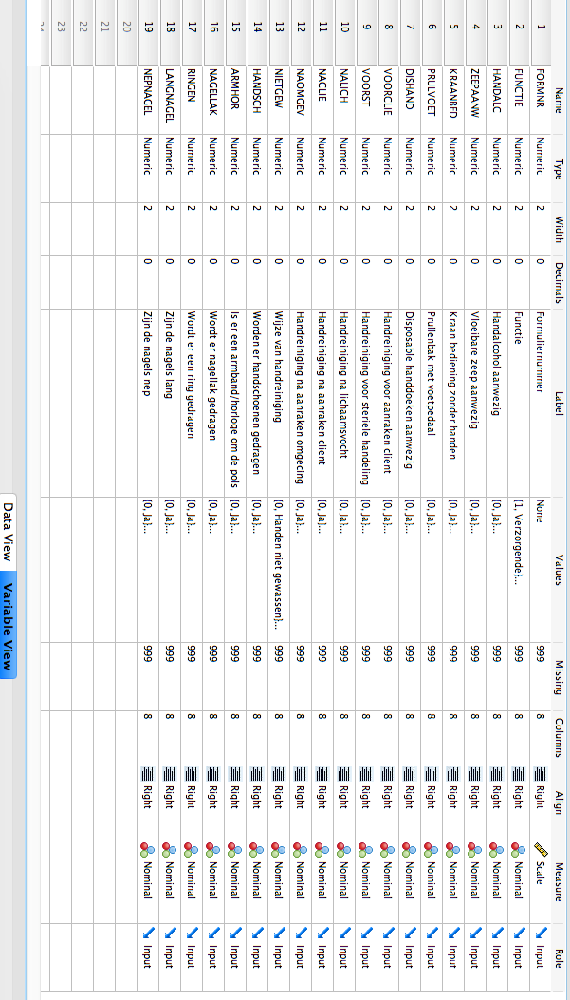 Name Type Width Decimals Label Values Missing Columns Align Measure Role
1 FORMNR Numeric 2 0 Formuliernummer None 999 8 Right Scale Input
2 FUNCTIE Numeric 2 0 Functie {1, Verzorgende}... 999 8 Right Nominal Input
3 HANDALC Numeric 2 0 Handalcohol aanwezig {0, Ja}... 999 8 Right Nominal Input
4 ZEEPAANW Numeric 2 0 Vloeibare zeep aanwezig {0, Ja}... 999 8 Right Nominal Input
5 KRAANBED Numeric 2 0 Kraan bediening zonder handen {0, Ja}... 999 8 Right Nominal Input
6 PRULVOET Numeric 2 0 Prullenbak met voetpedaal {0, Ja}... 999 8 Right Nominal Input
7 DISHAND Numeric 2 0 Disposable handdoeken aanwezig {0, Ja}... 999 8 Right Nominal Input
8 VOORCLIE Numeric 2 0 Handreiniging voor aanraken client {0, Ja}... 999 8 Right Nominal Input
9 VOORST Numeric 2 0 Handreiniging voor steriele handeling {0, Ja}... 999 8 Right Nominal Input
10 NALICH Numeric 2 0 Handreiniging na lichaamsvocht {0, Ja}... 999 8 Right Nominal Input
11 NACLIE Numeric 2 0 Handreiniging na aanraken client {0, Ja}... 999 8 Right Nominal Input
12 NAOMGEV Numeric 2 0 Handreiniging na aanraken omgecing {0, Ja}... 999 8 Right Nominal Input
13 NIETGEW Numeric 2 0 Wijze van handreiniging {0, Handen niet gewassen}... 999 8 Right Nominal Input
14 HANDSCH Numeric 2 0 Worden er handschoenen gedragen {0, Ja}... 999 8 Right Nominal Input
15 ARMHOR Numeric 2 0 Is er een armband/horloge om de pols {0, Ja}... 999 8 Right Nominal Input
16 NAGELLAK Numeric 2 0 Wordt er nagellak gedragen {0, Ja}... 999 8 Right Nominal Input
17 RINGEN Numeric 2 0 Wordt er een ring gedragen {0, Ja}... 999 8 Right Nominal Input
18 LANGNAGEL Numeric 2 0 Zijn de nagels lang {0, Ja}... 999 8 Right Nominal Input
19 NEPNAGEL Numeric 2 0 Zijn de nagels nep {0, Ja}... 999 8 Right Nominal Input
20
21
22
23
Data View Variable View